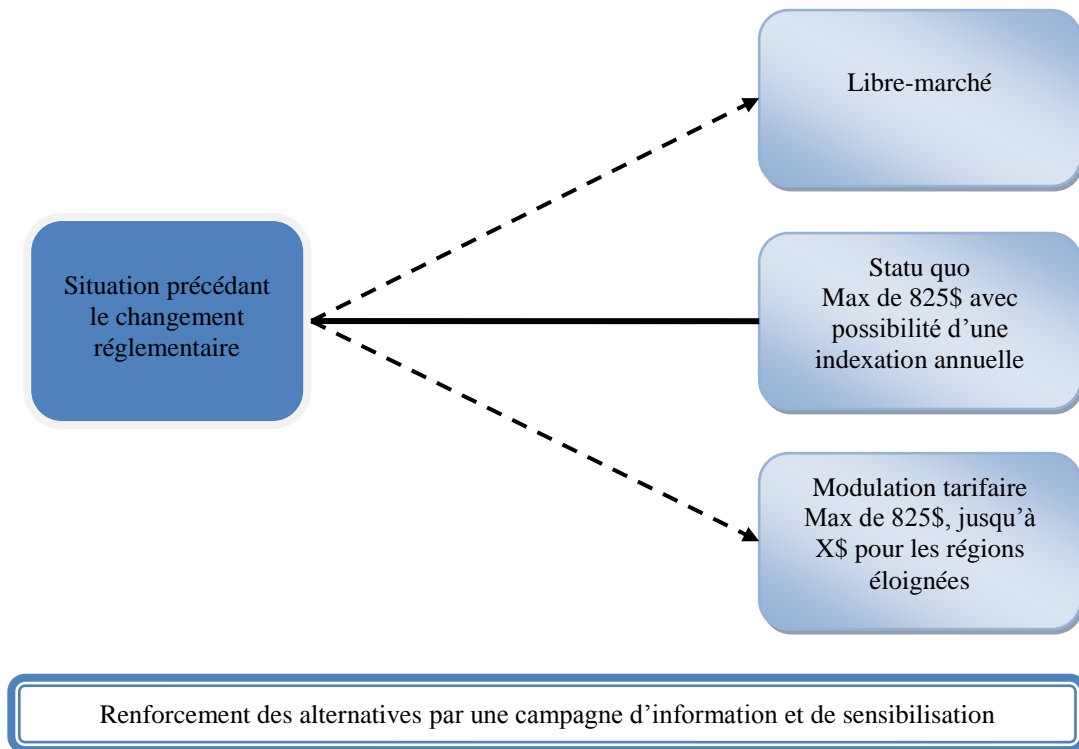 Libre-marché
Situation précédant
le changement
réglementaire
Statu quo
Max de 825$ avec
possibilité d’une
indexation annuelle
Modulation tarifaire
Max de 825$, jusqu’à
X$ pour les régions
éloignées
Renforcement des alternatives par une campagne d’information et de sensibilisation